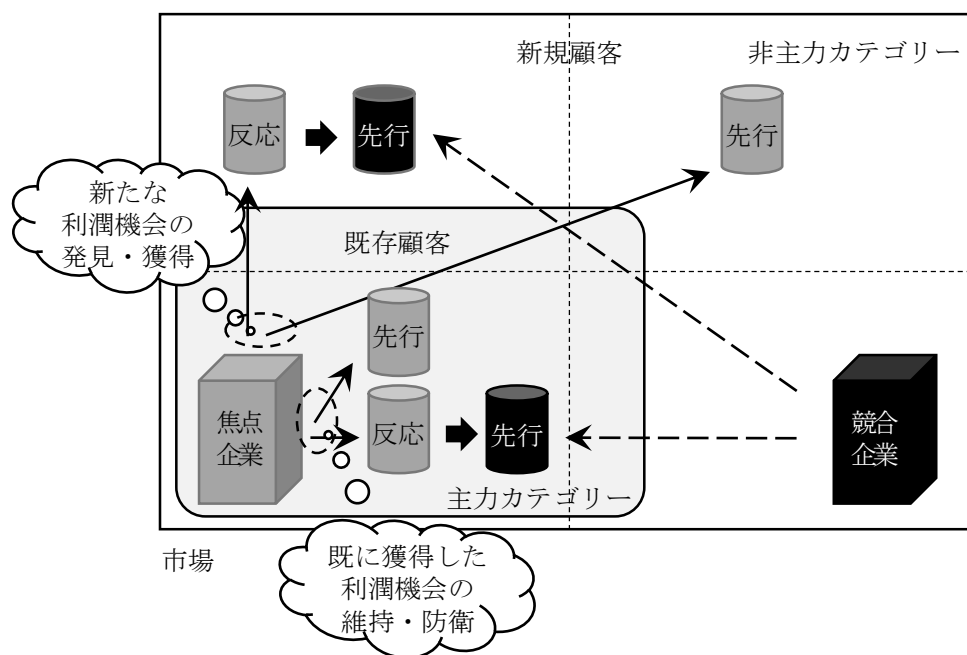 新規顧客
非主力カテゴリー
反応
先行
先行
新たな
利潤機会の
発見・獲得
既存顧客
先行
焦点
企業
反応
先行
競合
企業
主力カテゴリー
市場
既に獲得した
利潤機会の
維持・防衛